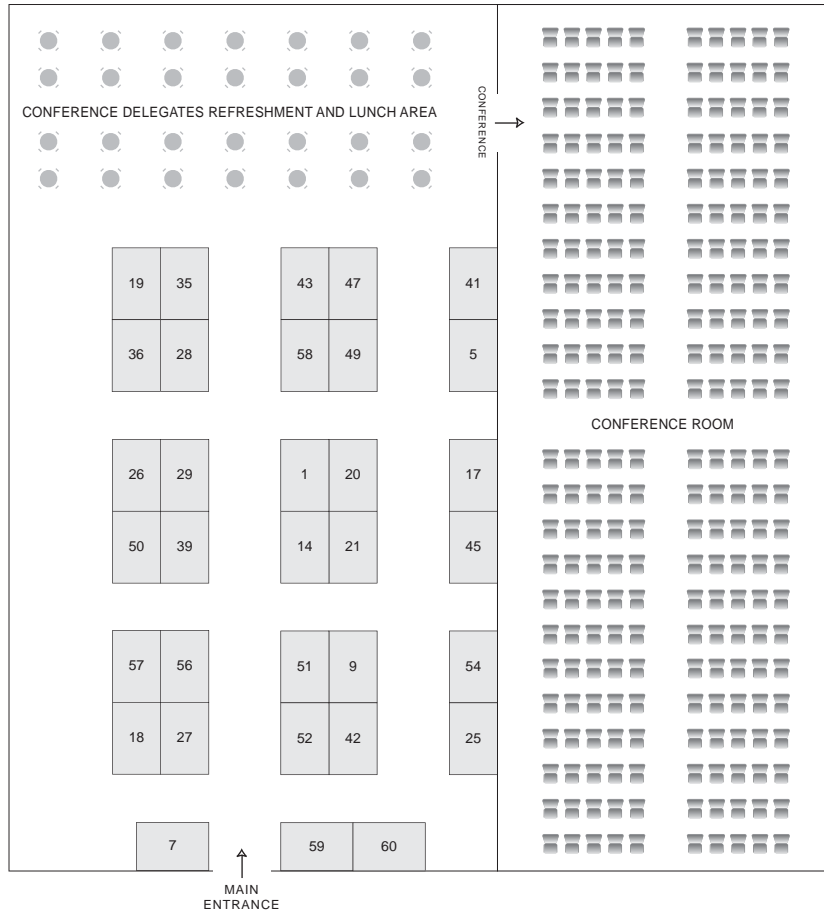 CONFERENCE DELEGATES REFRESHMENT AND LUNCH AREA
CONFERENCE
19 35 43 47 41
36 28 58 49 5
CONFERENCE ROOM
26 29 1 20 17
50 39 14 21 45
57 56 51 9 54
18 27 52 42 25
7 59 60
MAIN
ENTRANCE